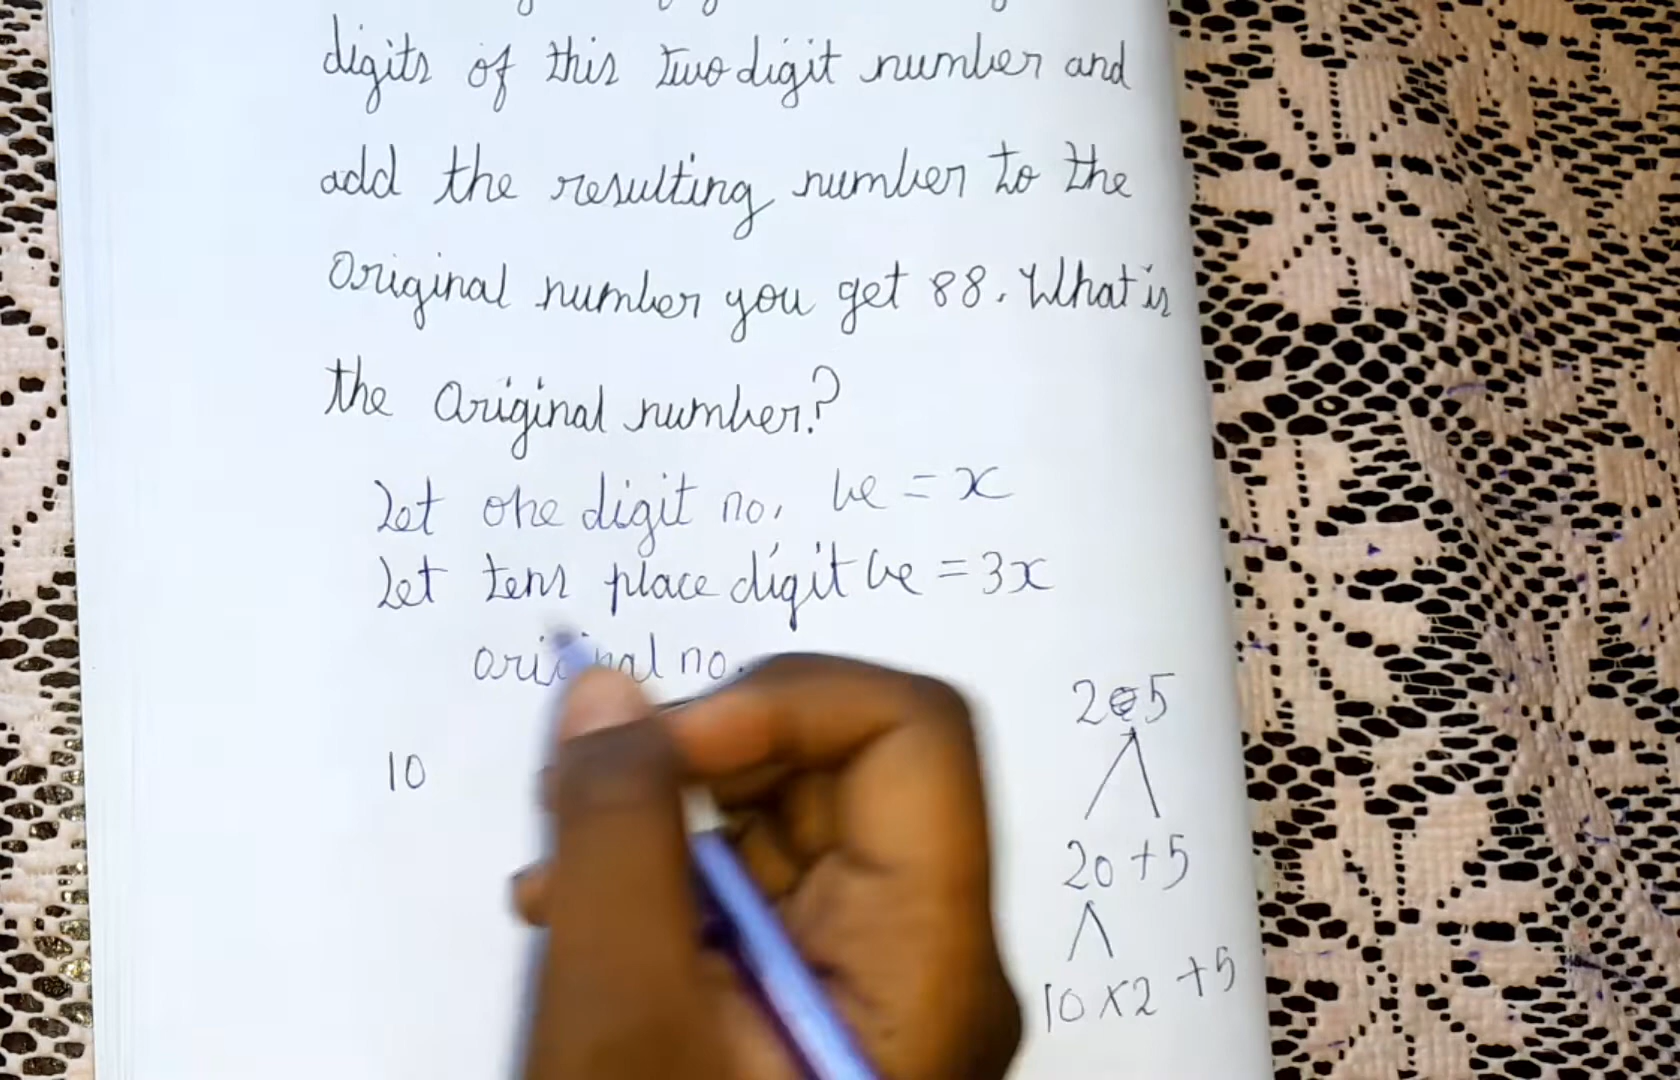 digits of this two digit number and
add the resulting number to the
original number you get 88. What is
the original number?
Let one digit no. be = x
Let tens place digit be = 3x
original no.
10
25
20 + 5
10 x 2 + 5